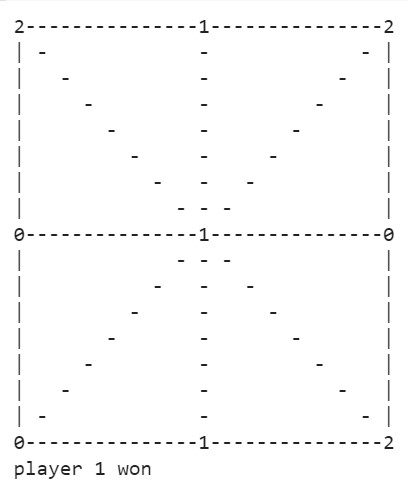 2---------------1---------------2
| -             -             - |
|   -           -           -   |
|     -         -         -     |
|       -       -       -       |
|         -     -     -         |
|           -   -   -           |
|             - - -             |
0---------------1---------------0
|             - - -             |
|           -   -   -           |
|         -     -     -         |
|       -       -       -       |
|     -         -         -     |
|   -           -           -   |
| -             -             - |
0---------------1---------------2
player 1 won